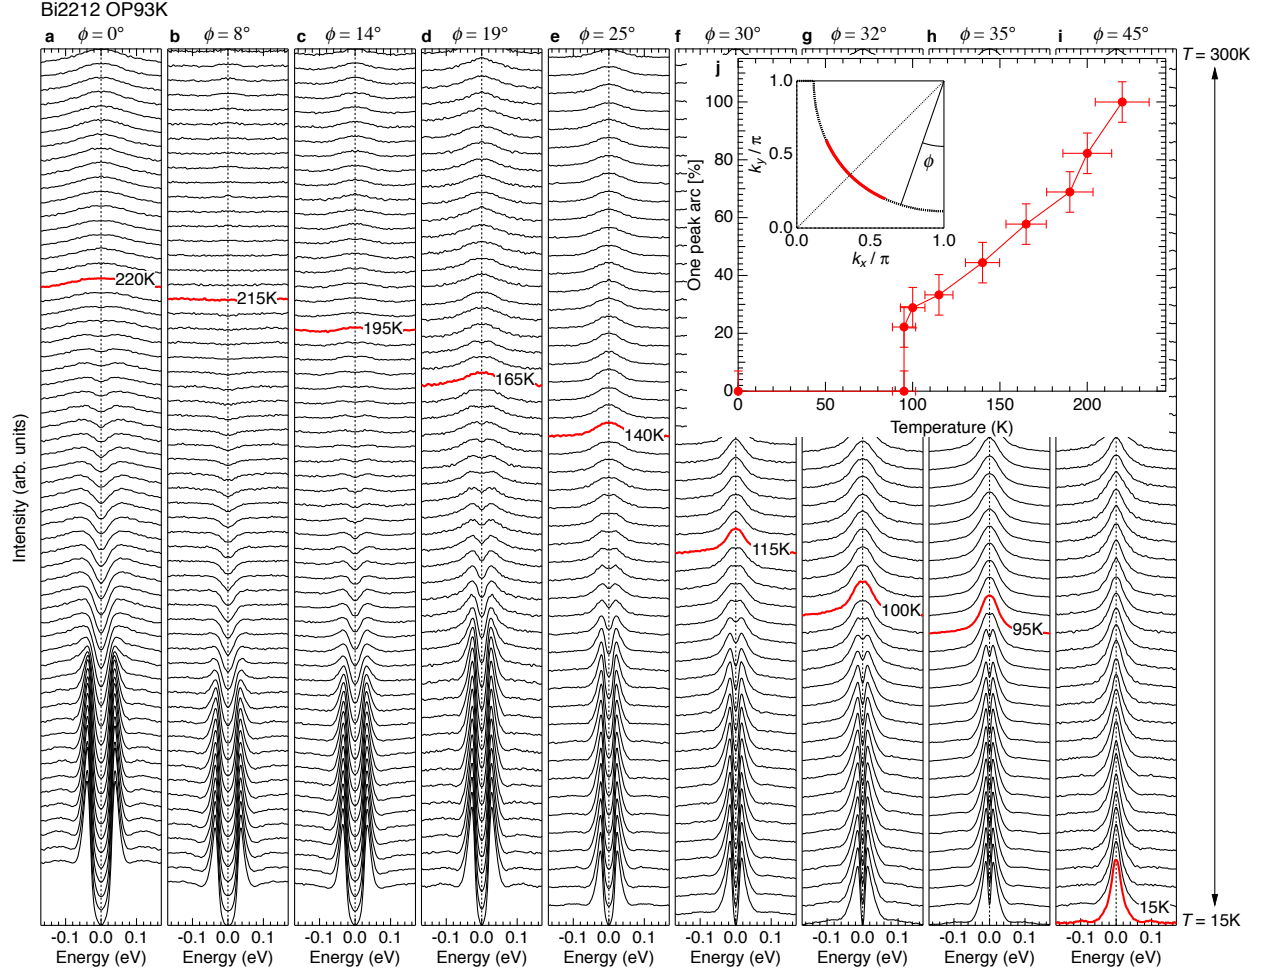 Bi2212 OP93K
a ϕ = 0°
b ϕ = 8°
c ϕ = 14°
d ϕ = 19°
e ϕ = 25°
f ϕ = 30°
g ϕ = 32°
h ϕ = 35°
i ϕ = 45°
T = 300K
T = 15K
Intensity (arb. units)
220K
215K
195K
165K
140K
115K
100K
95K
15K
j
One peak arc [%]
100
80
60
40
20
0
0 50 100 150 200
Temperature (K)
1.0
0.5
0.0
ky / π
0.0 0.5 1.0
kx / π
ϕ
-0.1 0.0 0.1
Energy (eV)
-0.1 0.0 0.1
Energy (eV)
-0.1 0.0 0.1
Energy (eV)
-0.1 0.0 0.1
Energy (eV)
-0.1 0.0 0.1
Energy (eV)
-0.1 0.0 0.1
Energy (eV)
-0.1 0.0 0.1
Energy (eV)
-0.1 0.0 0.1
Energy (eV)
-0.1 0.0 0.1
Energy (eV)